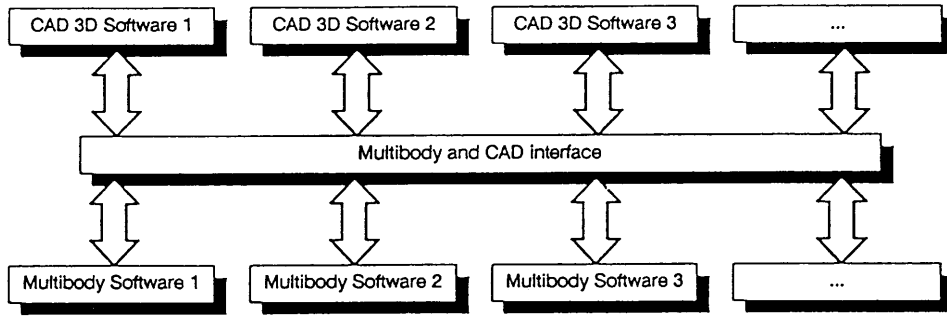 CAD 3D Software 1
CAD 3D Software 2
CAD 3D Software 3
...
Multibody and CAD interface
Multibody Software 1
Multibody Software 2
Multibody Software 3
...